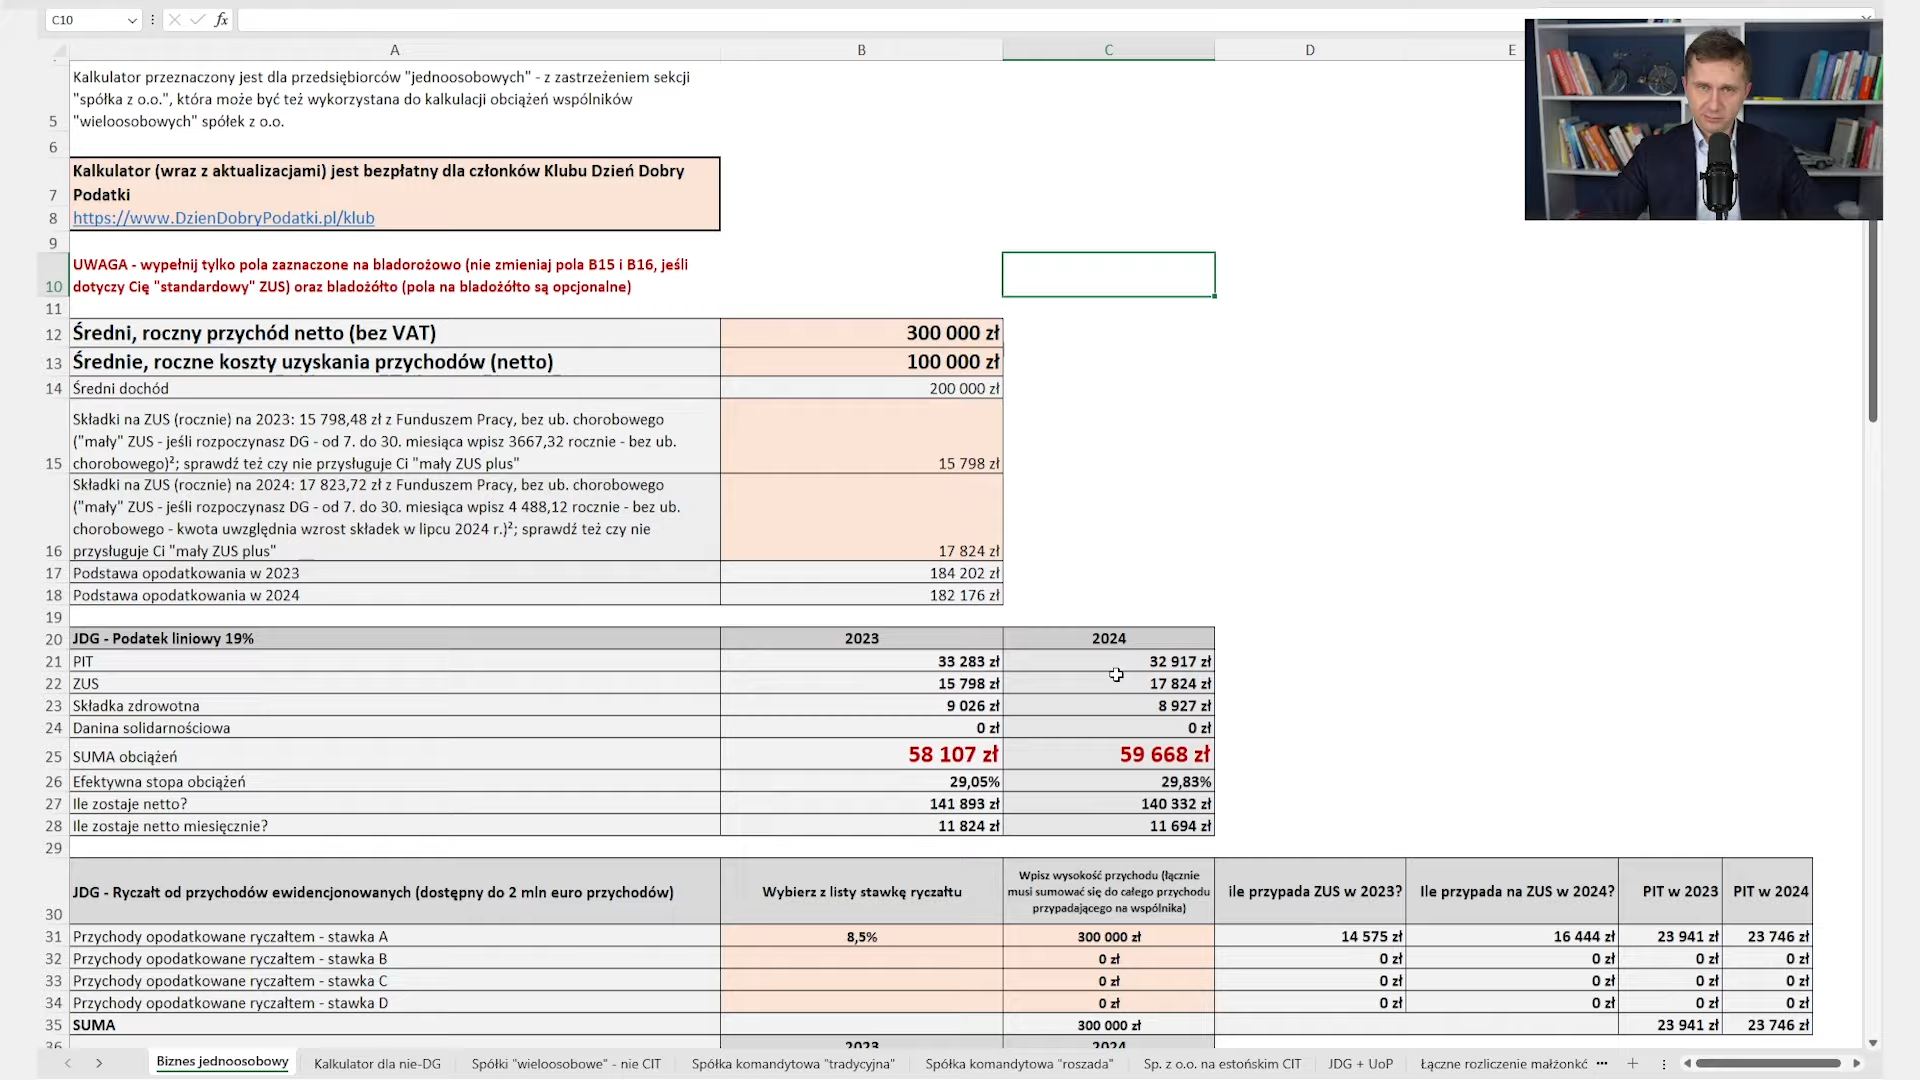 C10
fx
A B C D E
Kalkulator przeznaczony jest dla przedsiębiorców "jednoosobowych" - z zastrzeżeniem sekcji
"spółka z o.o.", która może być też wykorzystana do kalkulacji obciążeń wspólników
5 "wieloosobowych" spółek z o.o.
6
Kalkulator (wraz z aktualizacjami) jest bezpłatny dla członków Klubu Dzień Dobry
7 Podatki
8 https://www.DzienDobryPodatki.pl/klub
9
UWAGA - wypełnij tylko pola zaznaczone na bladorożowo (nie zmieniaj pola B15 i B16, jeśli
10 dotyczy Cię "standardowy" ZUS) oraz bladożółto (pola na bladożółto są opcjonalne)
11
12 Średni, roczny przychód netto (bez VAT) 300 000 zł
13 Średnie, roczne koszty uzyskania przychodów (netto) 100 000 zł
14 Średni dochód 200 000 zł
Składki na ZUS (rocznie) na 2023: 15 798,48 zł z Funduszem Pracy, bez ub. chorobowego
("mały" ZUS - jeśli rozpoczynasz DG - od 7. do 30. miesiąca wpisz 3667,32 rocznie - bez ub.
15 chorobowego)²; sprawdź też czy nie przysługuje Ci "mały ZUS plus" 15 798 zł
Składki na ZUS (rocznie) na 2024: 17 823,72 zł z Funduszem Pracy, bez ub. chorobowego
("mały" ZUS - jeśli rozpoczynasz DG - od 7. do 30. miesiąca wpisz 4 488,12 rocznie - bez ub.
chorobowego - kwota uwzględnia wzrost składek w lipcu 2024 r.)²; sprawdź też czy nie
16 przysługuje Ci "mały ZUS plus" 17 824 zł
17 Podstawa opodatkowania w 2023 184 202 zł
18 Podstawa opodatkowania w 2024 182 176 zł
19
20 JDG - Podatek liniowy 19% 2023 2024
21 PIT 33 283 zł 32 917 zł
22 ZUS 15 798 zł 17 824 zł
23 Składka zdrowotna 9 026 zł 8 927 zł
24 Danina solidarnościowa 0 zł 0 zł
25 SUMA obciążeń 58 107 zł 59 668 zł
26 Efektywna stopa obciążeń 29,05% 29,83%
27 Ile zostaje netto? 141 893 zł 140 332 zł
28 Ile zostaje netto miesięcznie? 11 824 zł 11 694 zł
29
Wpisz wysokość przychodu (łącznie
JDG - Ryczałt od przychodów ewidencjonowanych (dostępny do 2 mln euro przychodów) Wybierz z listy stawkę ryczałtu musi sumować się do całego przychodu ile przypada ZUS w 2023? Ile przypada na ZUS w 2024? PIT w 2023 PIT w 2024
30 przypadającego na wspólnika)
31 Przychody opodatkowane ryczałtem - stawka A 8,5% 300 000 zł 14 575 zł 16 444 zł 23 941 zł 23 746 zł
32 Przychody opodatkowane ryczałtem - stawka B 0 zł 0 zł 0 zł 0 zł 0 zł
33 Przychody opodatkowane ryczałtem - stawka C 0 zł 0 zł 0 zł 0 zł 0 zł
34 Przychody opodatkowane ryczałtem - stawka D 0 zł 0 zł 0 zł 0 zł 0 zł
35 SUMA 300 000 zł 23 941 zł 23 746 zł
36 2023 2024
Biznes jednoosobowy Kalkulator dla nie-DG Spółki "wieloosobowe" - nie CIT Spółka komandytowa "tradycyjna" Spółka komandytowa "roszada" Sp. z o.o. na estońskim CIT JDG + UoP Łączne rozliczenie małżonkć ...